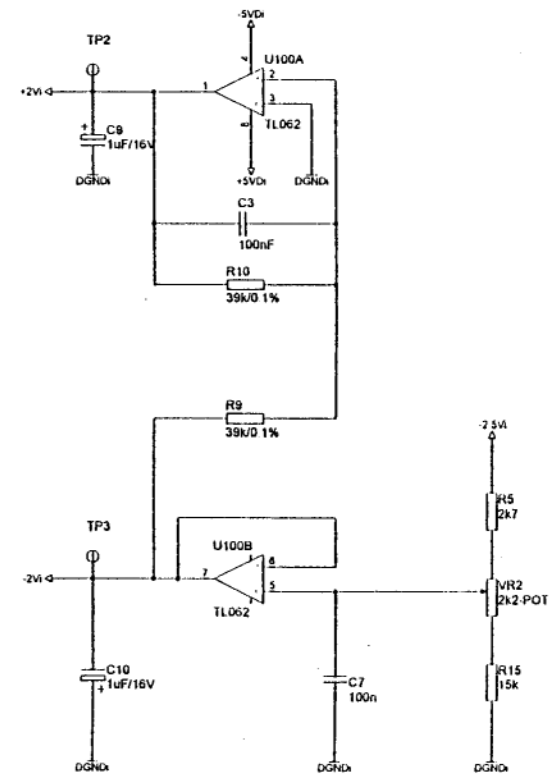 -5VDi
TP2
U100A
4
2
+2Vi
1
3
TL062
8
C9
1uF/16V
DGNDi
+5VDi
DGNDi
C3
100nF
R10
39k/0.1%
R9
39k/0.1%
-2.5Vi
R5
2k7
TP3
U100B
6
-2Vi
7
5
VR2
2k2-POT
TL062
C10
1uF/16V
C7
100n
R15
15k
DGNDi
DGNDi
DGNDi